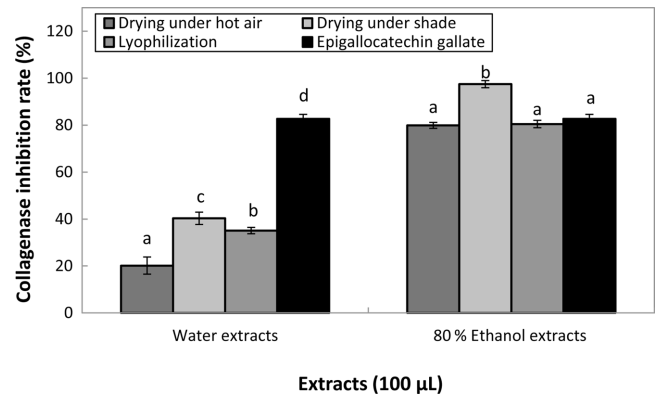 Collagenase inhibition rate (%)
120
100
80
60
40
20
0
Drying under hot air
Drying under shade
Lyophilization
Epigallocatechin gallate
a
c
b
d
a
b
a
a
Water extracts
80 % Ethanol extracts
Extracts (100 μL)